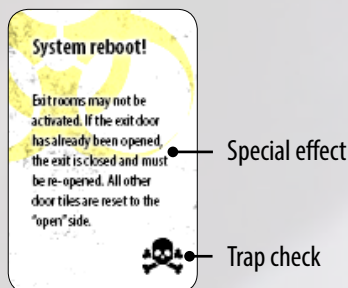 System reboot!
Exit rooms may not be
activated. If the exit door
has already been opened,
the exit is closed and must
be re-opened. All other
door tiles are reset to the
"open" side.
Special effect
Trap check